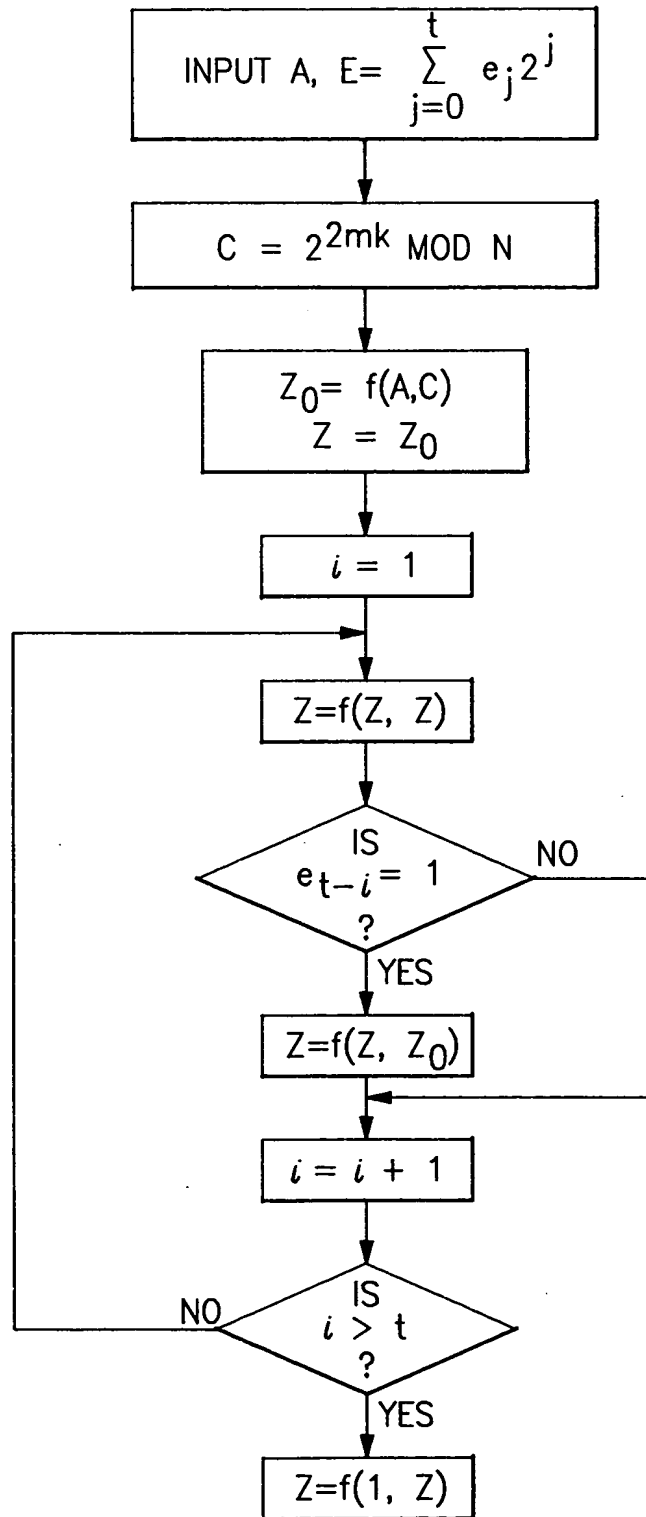 INPUT A, E= \sum_{j=0}^{t} e_j 2^j
C = 2^{2mk} MOD N
Z_0= f(A,C)
Z = Z_0
i = 1
Z=f(Z, Z)
IS
e_{t-i}= 1
?
NO
YES
Z=f(Z, Z_0)
i = i + 1
IS
i > t
?
NO
YES
Z=f(1, Z)